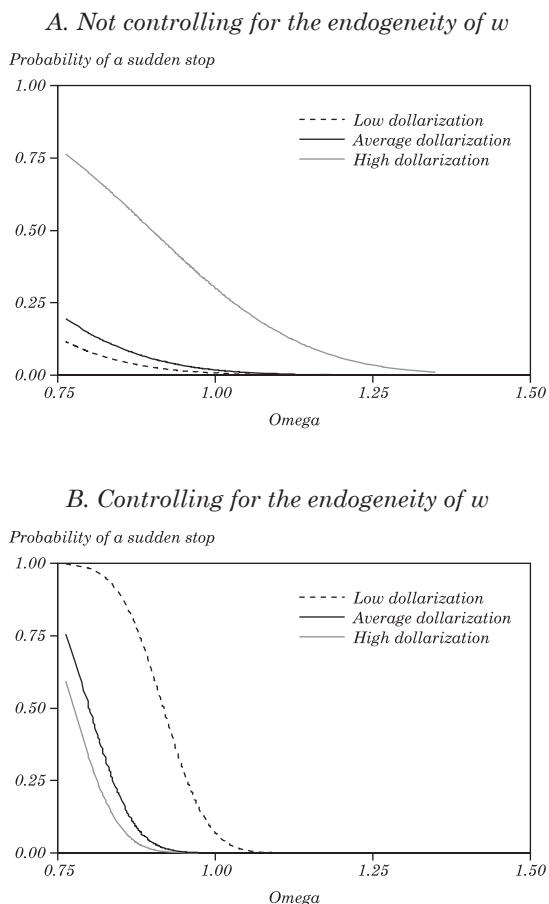 A. Not controlling for the endogeneity of w
Probability of a sudden stop
1.00
Low dollarization
Average dollarization
High dollarization
0.75
0.50
0.25
0.00
0.75 1.00 1.25 1.50
Omega
B. Controlling for the endogeneity of w
Probability of a sudden stop
1.00
Low dollarization
Average dollarization
High dollarization
0.75
0.50
0.25
0.00
0.75 1.00 1.25 1.50
Omega